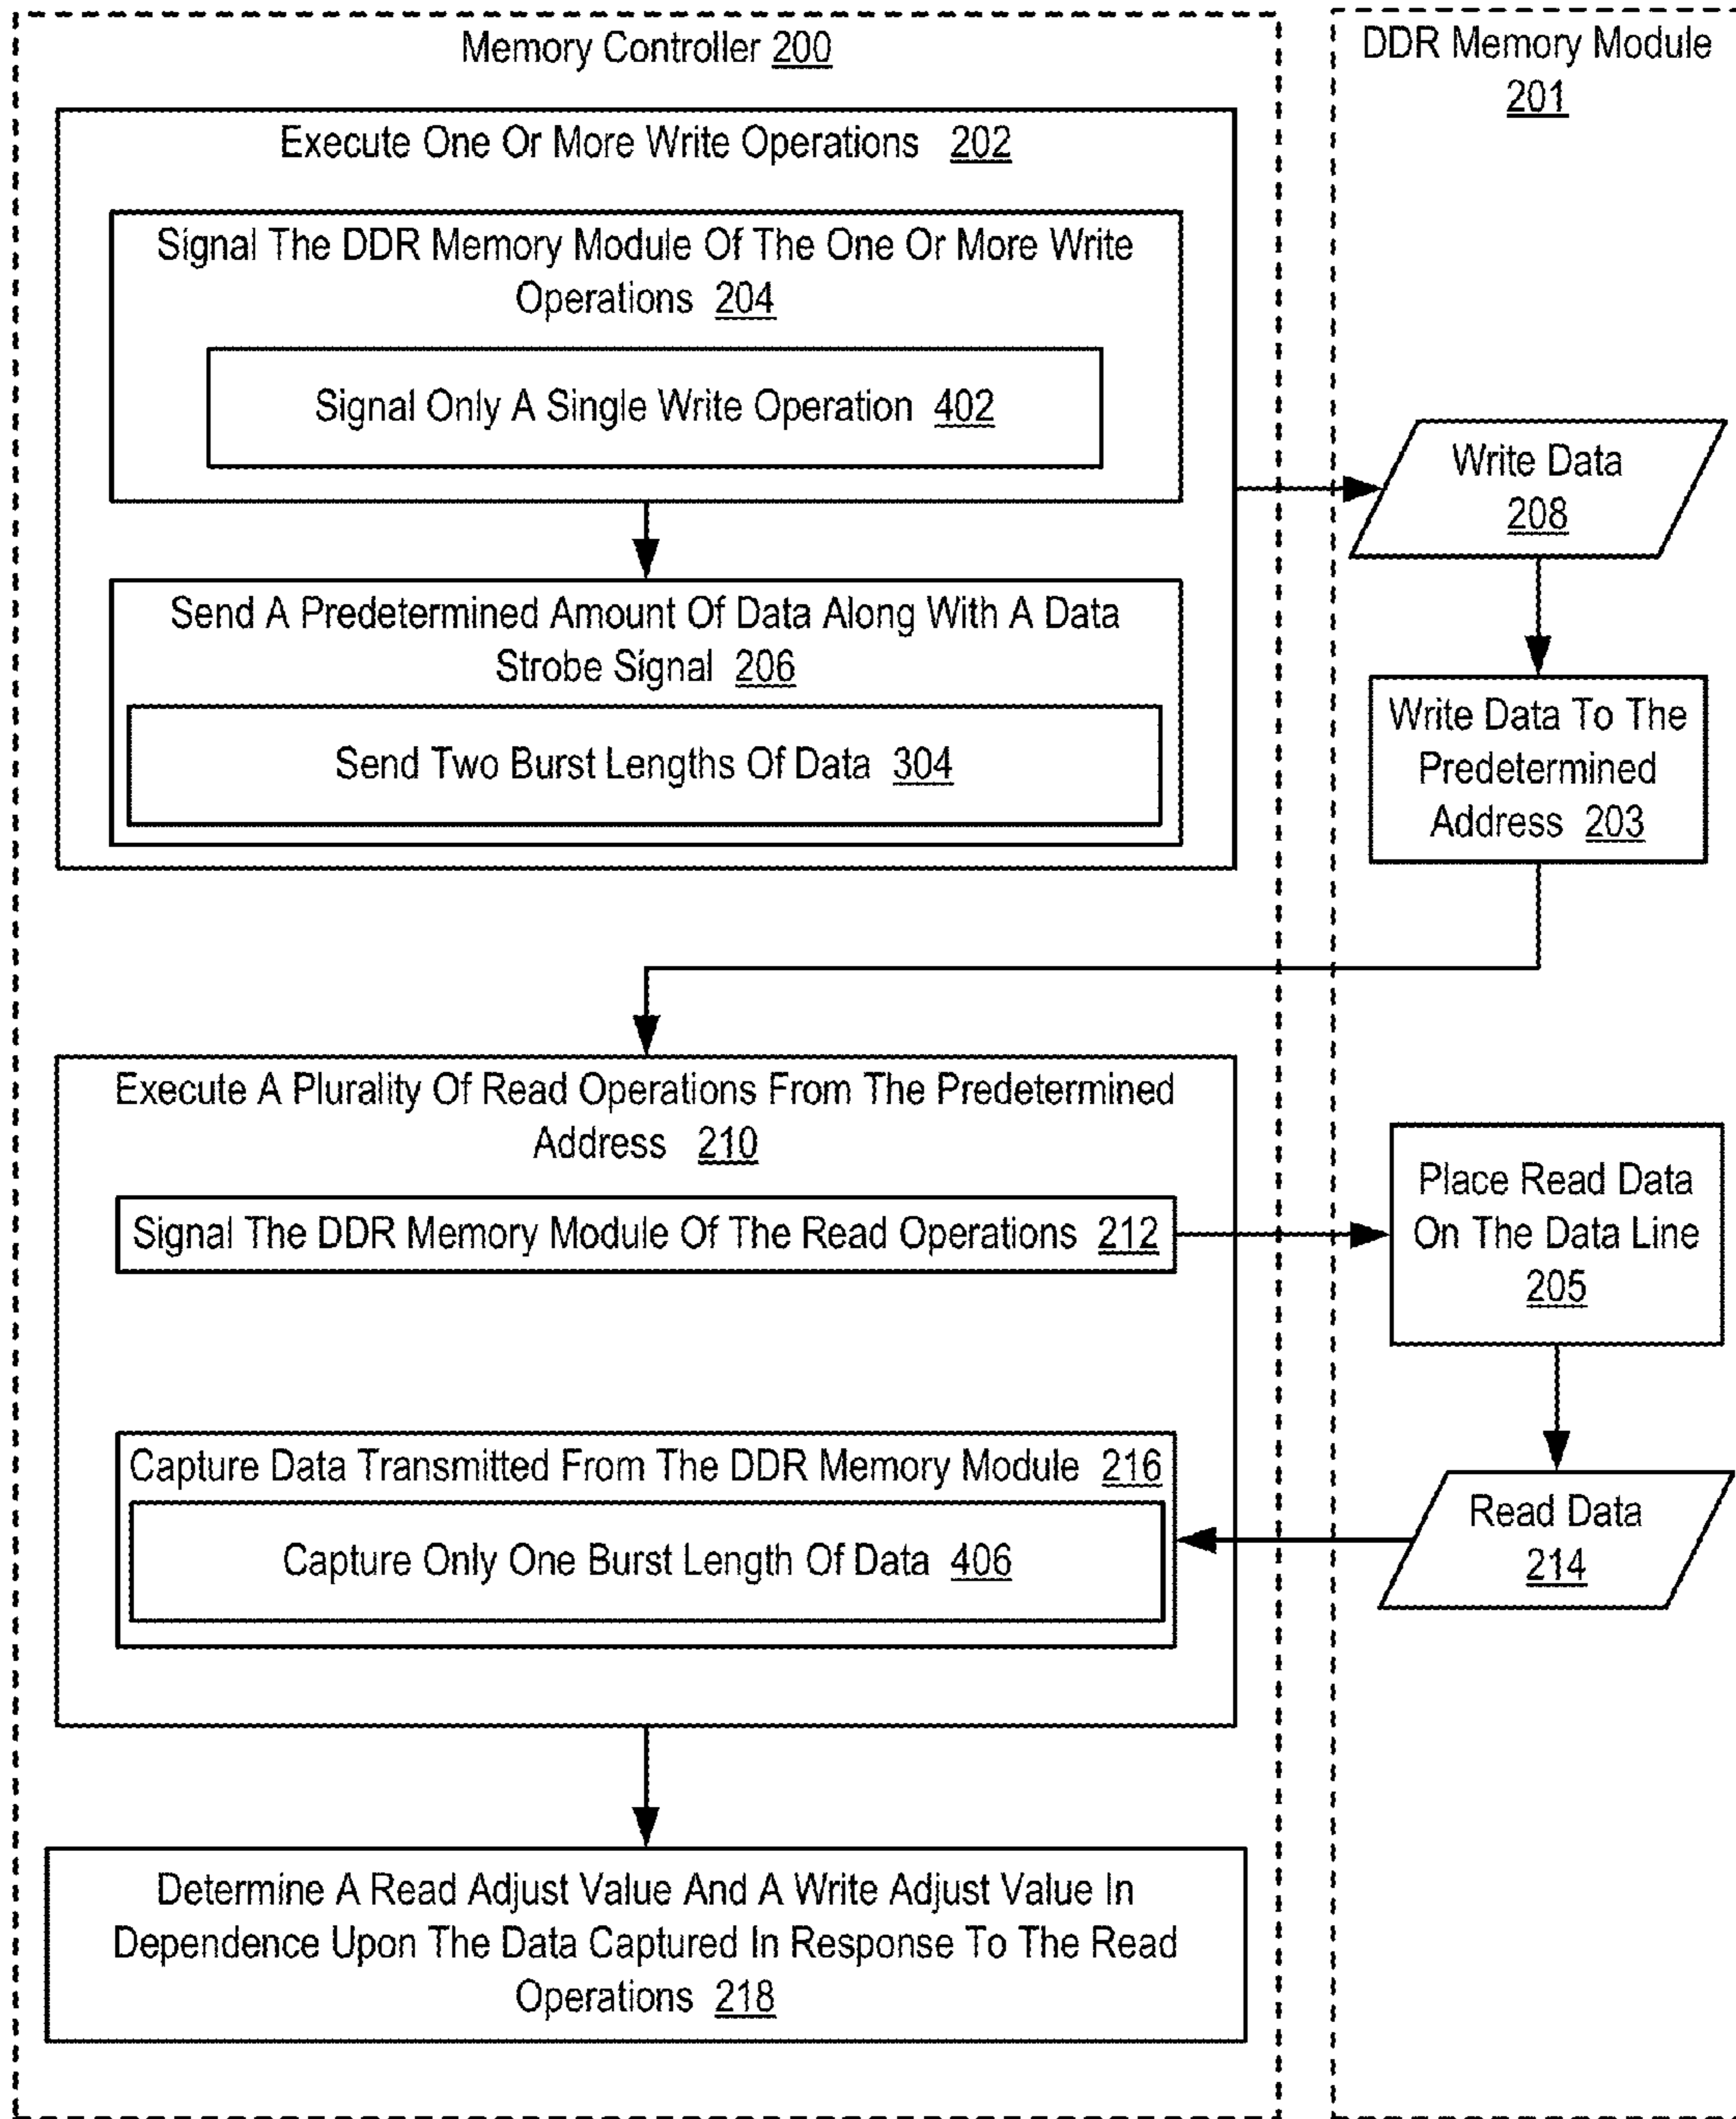 Memory Controller 200
DDR Memory Module
201
Execute One Or More Write Operations 202
Signal The DDR Memory Module Of The One Or More Write
Operations 204
Signal Only A Single Write Operation 402
Write Data
208
Send A Predetermined Amount Of Data Along With A Data
Strobe Signal 206
Send Two Burst Lengths Of Data 304
Write Data To The
Predetermined
Address 203
Execute A Plurality Of Read Operations From The Predetermined
Address 210
Signal The DDR Memory Module Of The Read Operations 212
Place Read Data
On The Data Line
205
Capture Data Transmitted From The DDR Memory Module 216
Capture Only One Burst Length Of Data 406
Read Data
214
Determine A Read Adjust Value And A Write Adjust Value In
Dependence Upon The Data Captured In Response To The Read
Operations 218